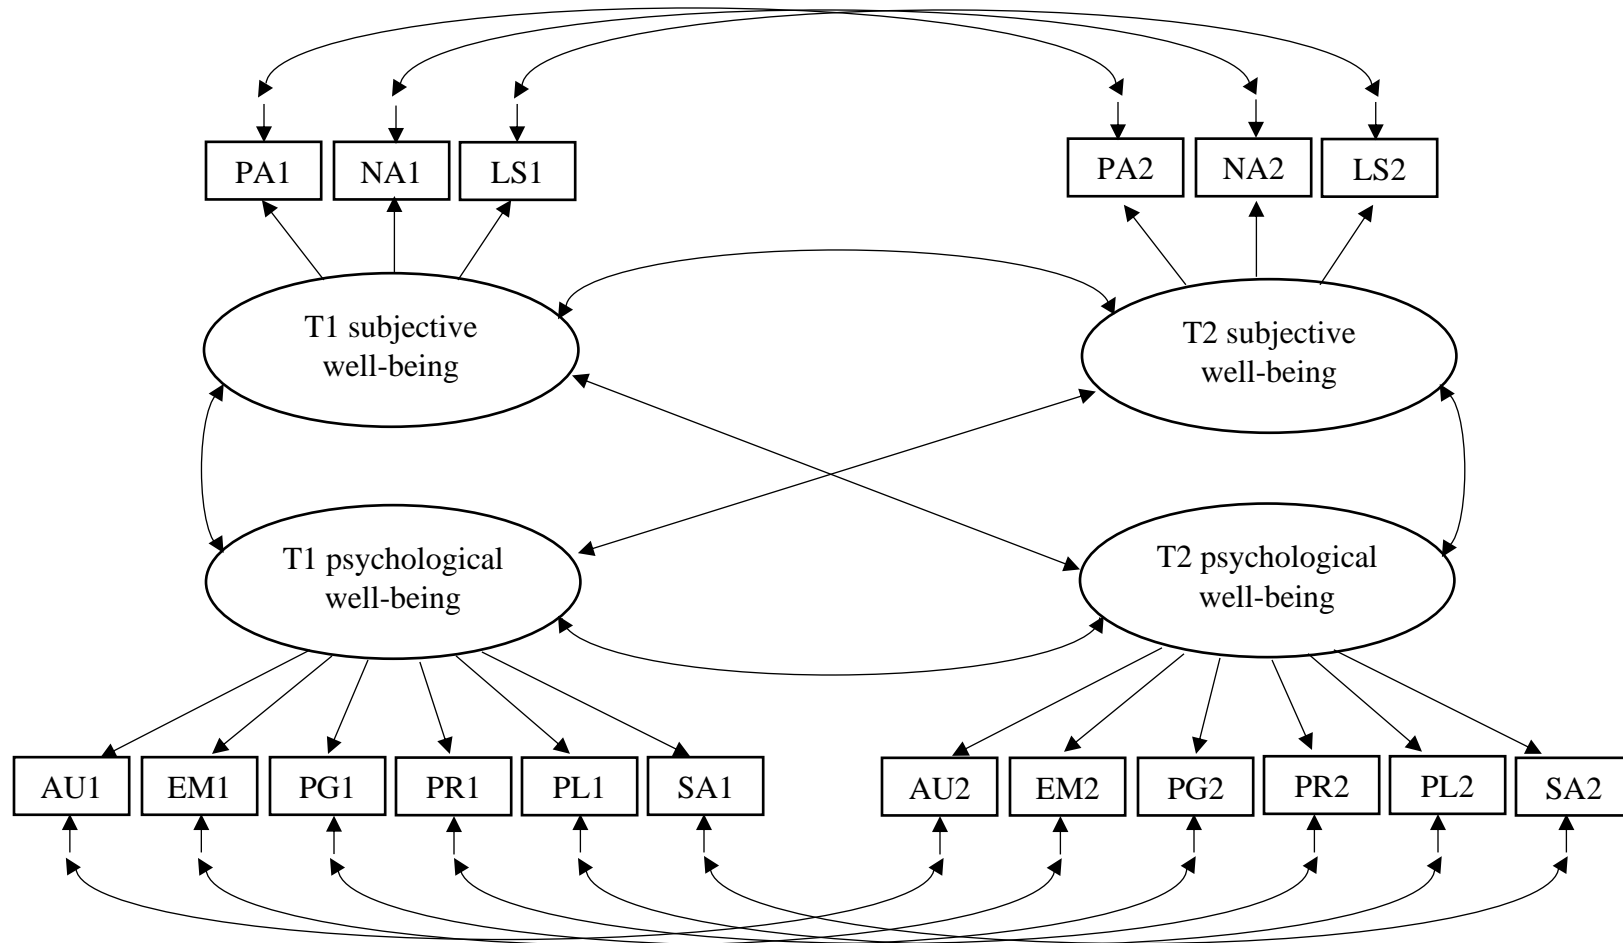 PA1
NA1
LS1
PA2
NA2
LS2
T1 subjective
well-being
T2 subjective
well-being
T1 psychological
well-being
T2 psychological
well-being
AU1
EM1
PG1
PR1
PL1
SA1
AU2
EM2
PG2
PR2
PL2
SA2